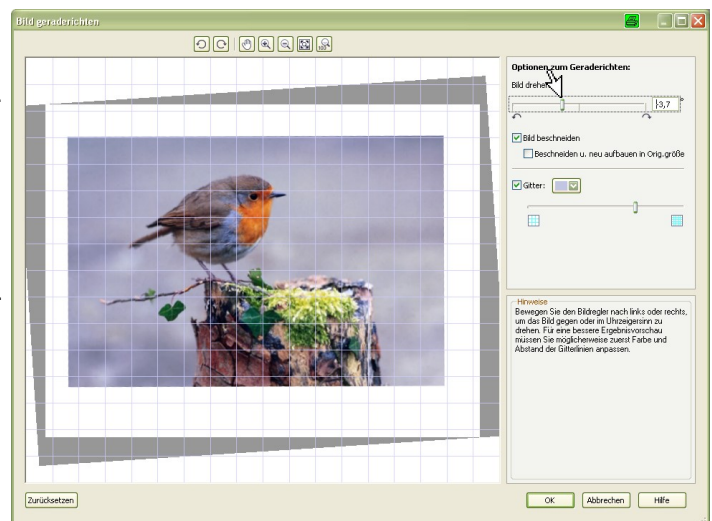 Bild geraderichten
100
Optionen zum Geraderichten:
Bild drehen:
-3,7 °
Bild beschneiden
Beschneiden u. neu aufbauen in Orig.größe
Gitter:
Hinweise
Bewegen Sie den Bildregler nach links oder rechts,
um das Bild gegen oder im Uhrzeigersinn zu
drehen. Für eine bessere Ergebnisvorschau
müssen Sie möglicherweise zuerst Farbe und
Abstand der Gitterlinien anpassen.
Zurücksetzen
OK
Abbrechen
Hilfe